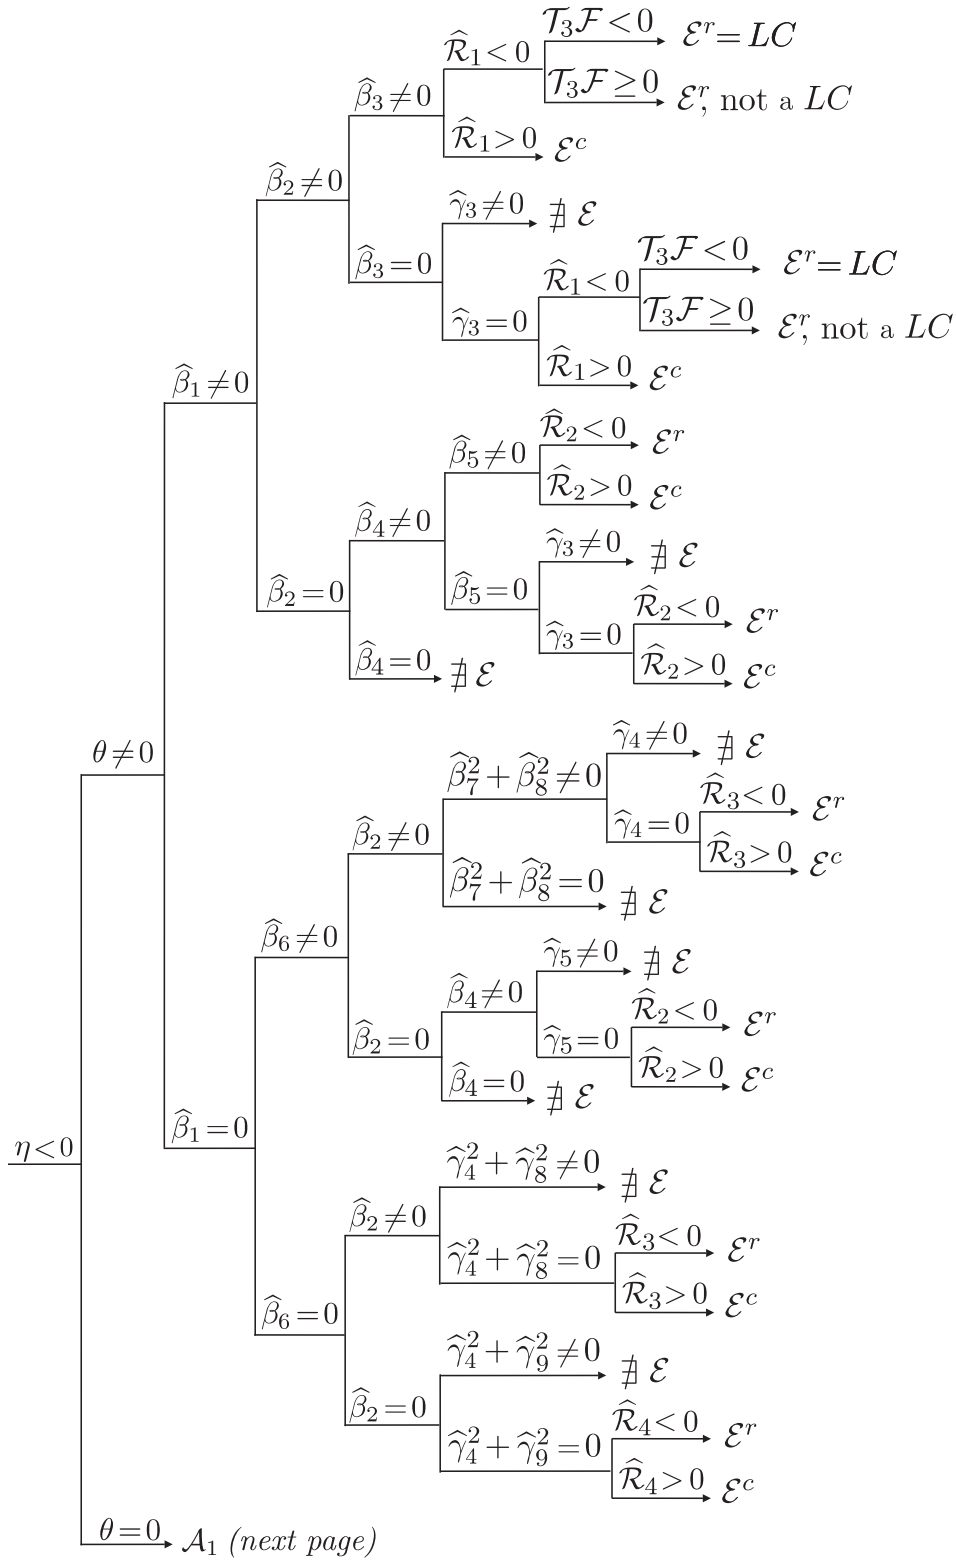 𝒯₃ℱ < 0
ℰʳ = LC
R̂₁ < 0
𝒯₃ℱ ≥ 0
ℰʳ, not a LC
β̂₃ ≠ 0
R̂₁ > 0
ℰᶜ
β̂₂ ≠ 0
γ̂₃ ≠ 0
∄ ℰ
β̂₃ = 0
𝒯₃ℱ < 0
ℰʳ = LC
R̂₁ < 0
𝒯₃ℱ ≥ 0
ℰʳ, not a LC
γ̂₃ = 0
R̂₁ > 0
ℰᶜ
β̂₁ ≠ 0
R̂₂ < 0
ℰʳ
β̂₅ ≠ 0
R̂₂ > 0
ℰᶜ
β̂₄ ≠ 0
γ̂₃ ≠ 0
∄ ℰ
β̂₂ = 0
β̂₅ = 0
R̂₂ < 0
ℰʳ
γ̂₃ = 0
R̂₂ > 0
ℰᶜ
β̂₄ = 0
∄ ℰ
θ ≠ 0
γ̂₄ ≠ 0
∄ ℰ
β̂₇² + β̂₈² ≠ 0
R̂₃ < 0
ℰʳ
γ̂₄ = 0
R̂₃ > 0
ℰᶜ
β̂₂ ≠ 0
β̂₇² + β̂₈² = 0
∄ ℰ
β̂₆ ≠ 0
γ̂₅ ≠ 0
∄ ℰ
β̂₄ ≠ 0
R̂₂ < 0
ℰʳ
β̂₂ = 0
γ̂₅ = 0
R̂₂ > 0
ℰᶜ
β̂₄ = 0
∄ ℰ
β̂₁ = 0
η < 0
γ̂₄² + γ̂₈² ≠ 0
∄ ℰ
β̂₂ ≠ 0
R̂₃ < 0
ℰʳ
γ̂₄² + γ̂₈² = 0
R̂₃ > 0
ℰᶜ
β̂₆ = 0
γ̂₄² + γ̂₉² ≠ 0
∄ ℰ
β̂₂ = 0
R̂₄ < 0
ℰʳ
γ̂₄² + γ̂₉² = 0
R̂₄ > 0
ℰᶜ
θ = 0
𝒜₁ (next page)